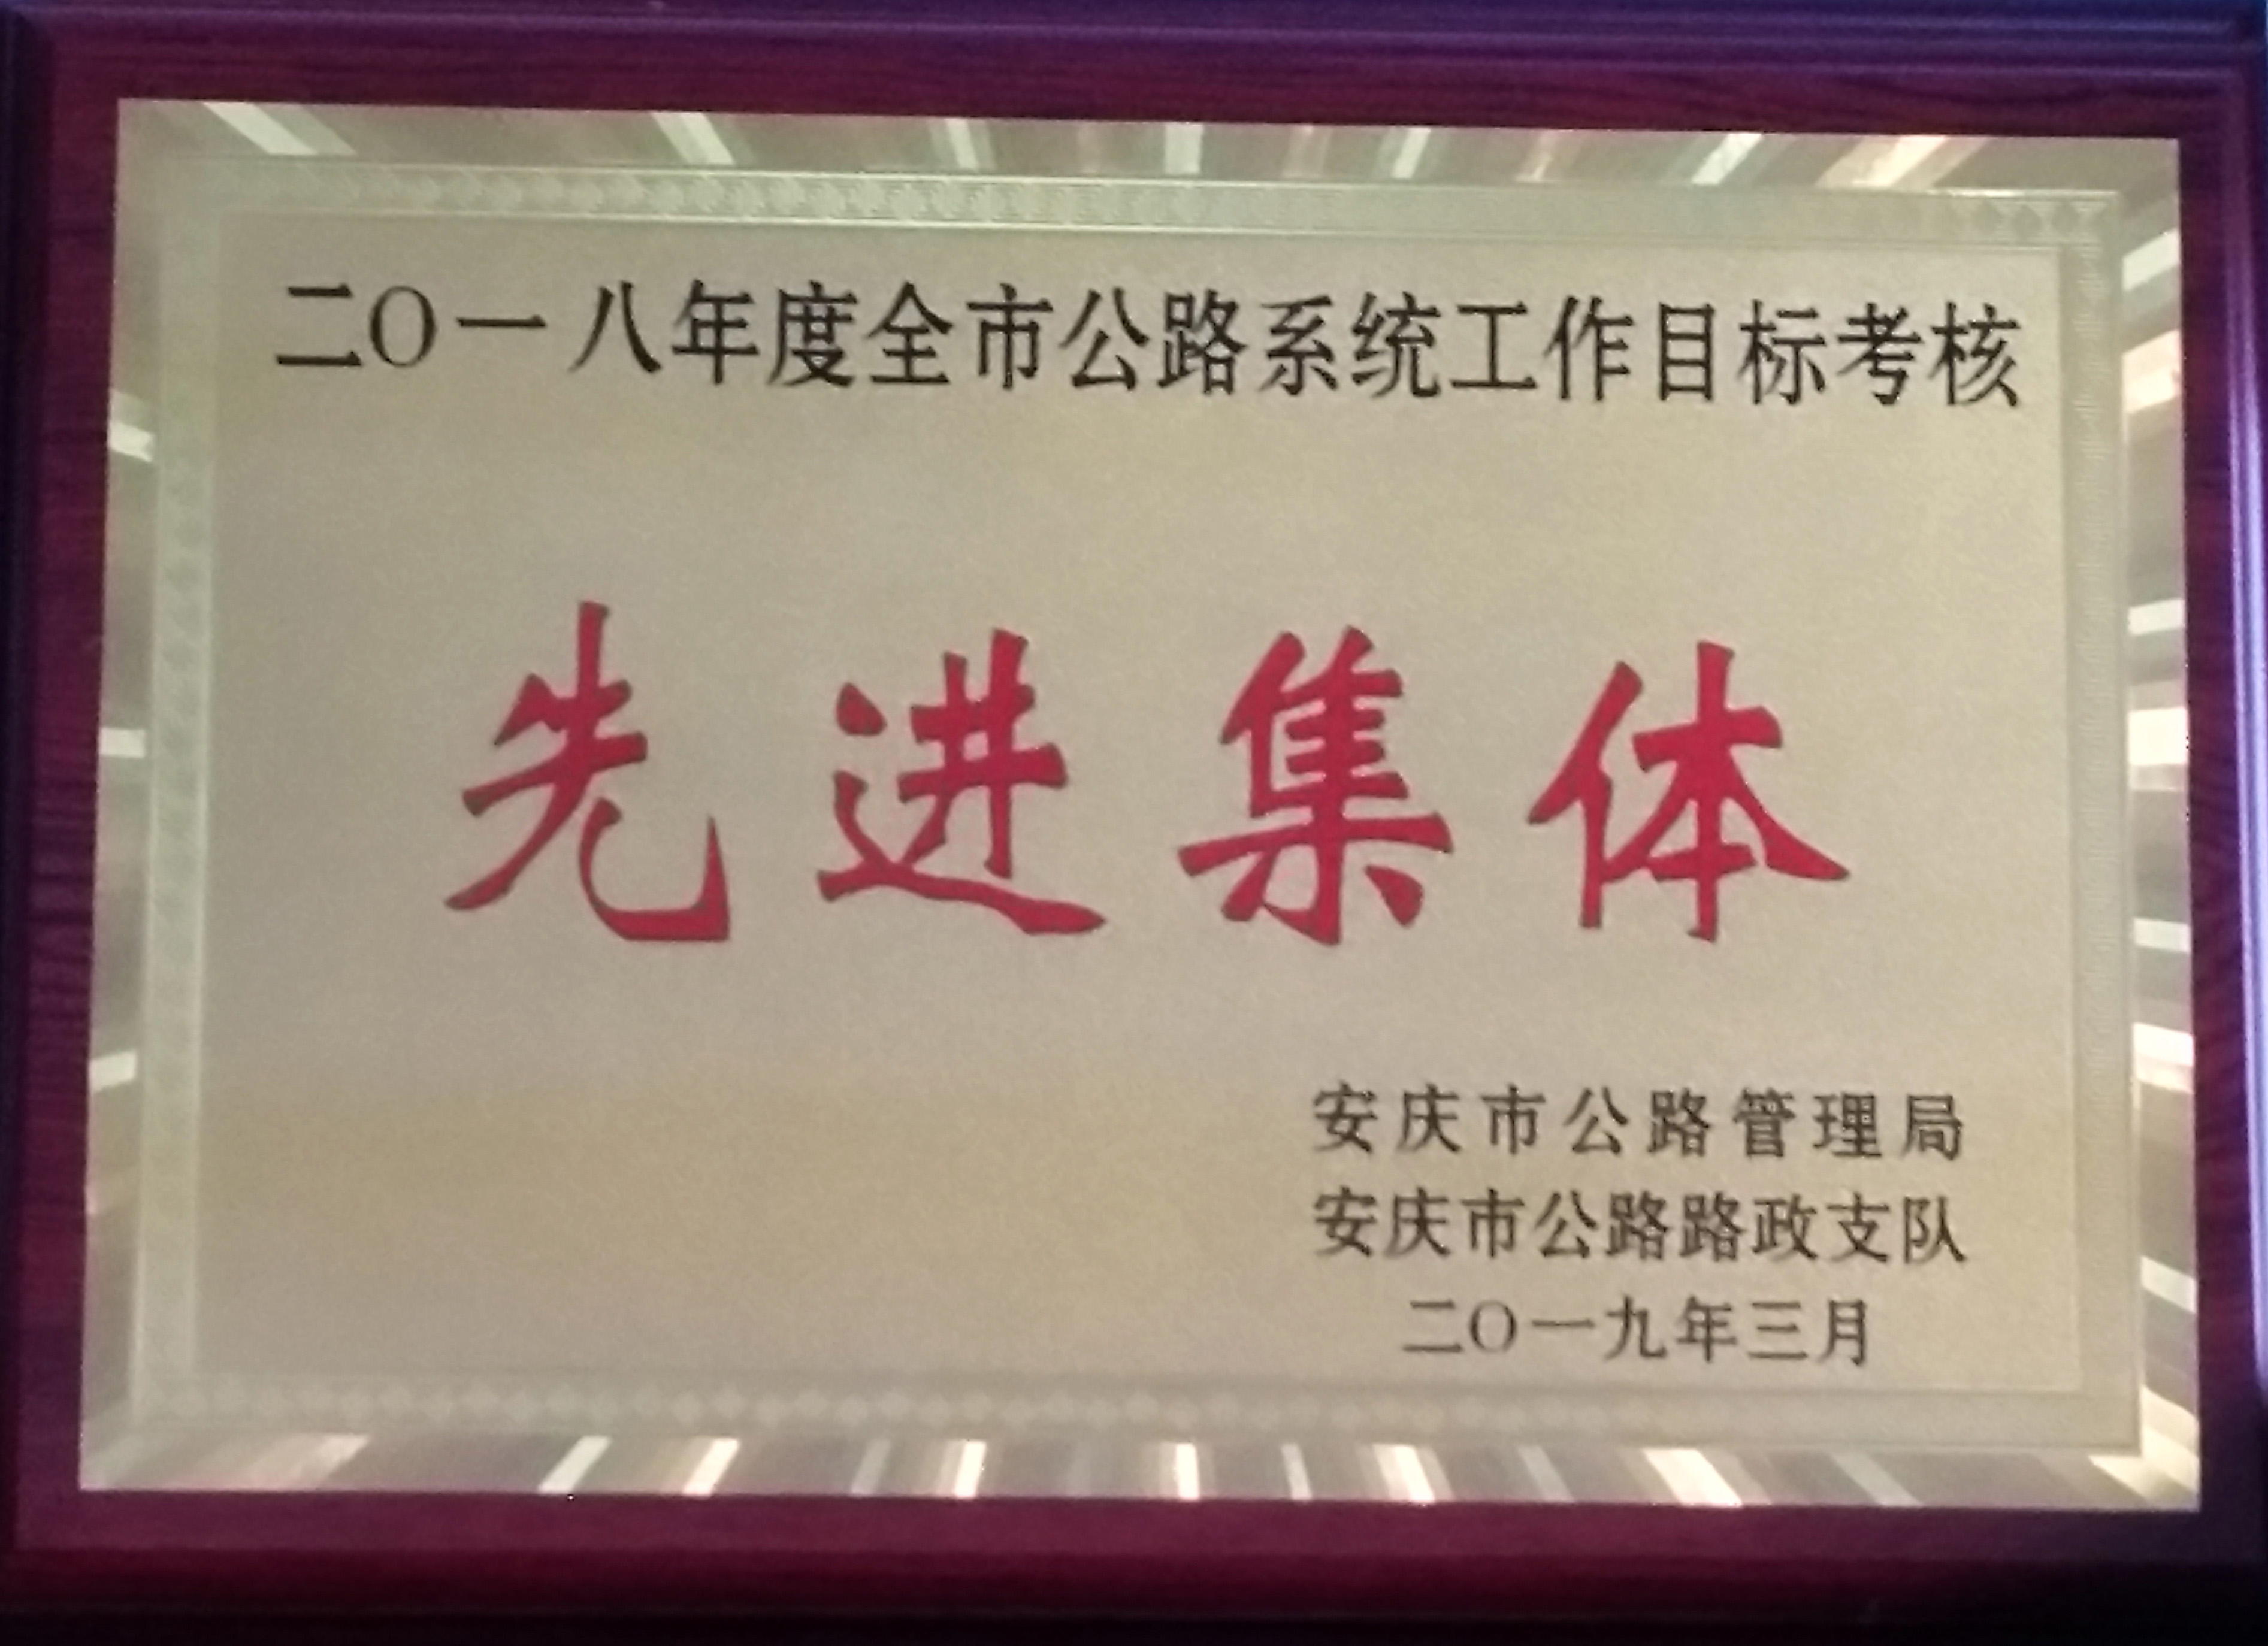 二〇一八年度全市公路系统工作目标考核
先进集体
安庆市公路管理局
安庆市公路路政支队
二〇一九年三月